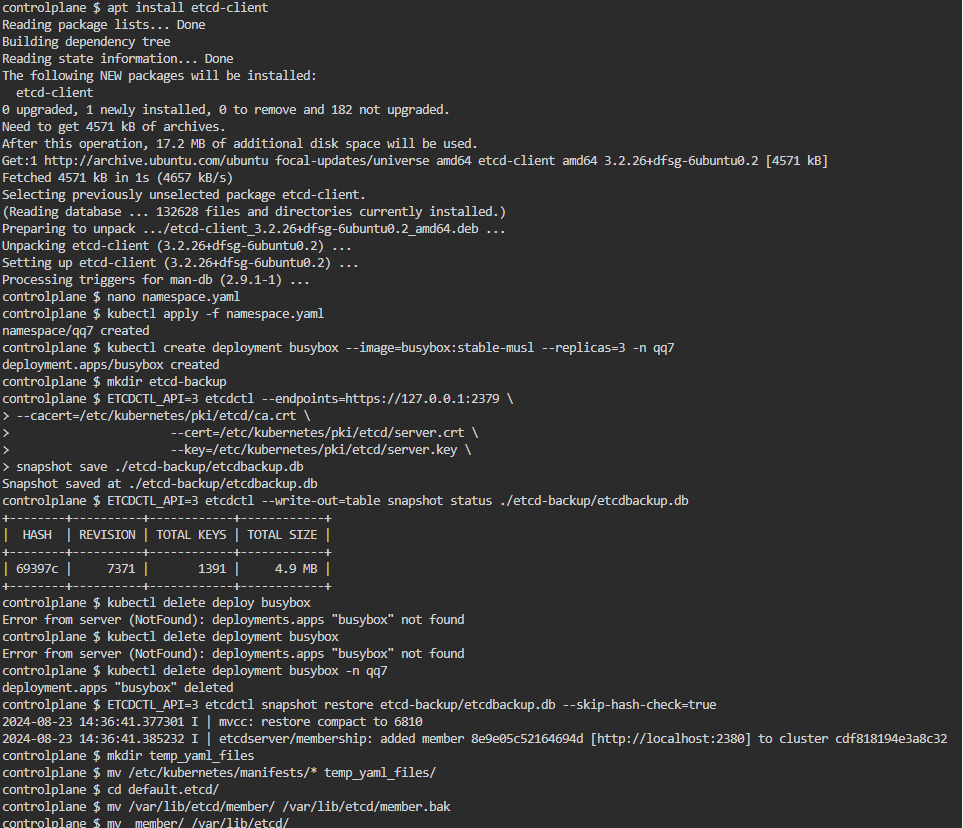 controlplane $ apt install etcd-client
Reading package lists... Done
Building dependency tree
Reading state information... Done
The following NEW packages will be installed:
  etcd-client
0 upgraded, 1 newly installed, 0 to remove and 182 not upgraded.
Need to get 4571 kB of archives.
After this operation, 17.2 MB of additional disk space will be used.
Get:1 http://archive.ubuntu.com/ubuntu focal-updates/universe amd64 etcd-client amd64 3.2.26+dfsg-6ubuntu0.2 [4571 kB]
Fetched 4571 kB in 1s (4657 kB/s)
Selecting previously unselected package etcd-client.
(Reading database ... 132628 files and directories currently installed.)
Preparing to unpack .../etcd-client_3.2.26+dfsg-6ubuntu0.2_amd64.deb ...
Unpacking etcd-client (3.2.26+dfsg-6ubuntu0.2) ...
Setting up etcd-client (3.2.26+dfsg-6ubuntu0.2) ...
Processing triggers for man-db (2.9.1-1) ...
controlplane $ nano namespace.yaml
controlplane $ kubectl apply -f namespace.yaml
namespace/qq7 created
controlplane $ kubectl create deployment busybox --image=busybox:stable-musl --replicas=3 -n qq7
deployment.apps/busybox created
controlplane $ mkdir etcd-backup
controlplane $ ETCDCTL_API=3 etcdctl --endpoints=https://127.0.0.1:2379 \
> --cacert=/etc/kubernetes/pki/etcd/ca.crt \
>                       --cert=/etc/kubernetes/pki/etcd/server.crt \
>                       --key=/etc/kubernetes/pki/etcd/server.key \
> snapshot save ./etcd-backup/etcdbackup.db
Snapshot saved at ./etcd-backup/etcdbackup.db
controlplane $ ETCDCTL_API=3 etcdctl --write-out=table snapshot status ./etcd-backup/etcdbackup.db
+--------+----------+------------+------------+
|  HASH  | REVISION | TOTAL KEYS | TOTAL SIZE |
+--------+----------+------------+------------+
| 69397c |     7371 |       1391 |     4.9 MB |
+--------+----------+------------+------------+
controlplane $ kubectl delete deploy busybox
Error from server (NotFound): deployments.apps "busybox" not found
controlplane $ kubectl delete deployment busybox
Error from server (NotFound): deployments.apps "busybox" not found
controlplane $ kubectl delete deployment busybox -n qq7
deployment.apps "busybox" deleted
controlplane $ ETCDCTL_API=3 etcdctl snapshot restore etcd-backup/etcdbackup.db --skip-hash-check=true
2024-08-23 14:36:41.377301 I | mvcc: restore compact to 6810
2024-08-23 14:36:41.385232 I | etcdserver/membership: added member 8e9e05c52164694d [http://localhost:2380] to cluster cdf818194e3a8c32
controlplane $ mkdir temp_yaml_files
controlplane $ mv /etc/kubernetes/manifests/* temp_yaml_files/
controlplane $ cd default.etcd/
controlplane $ mv /var/lib/etcd/member/ /var/lib/etcd/member.bak
controlplane $ mv  member/ /var/lib/etcd/